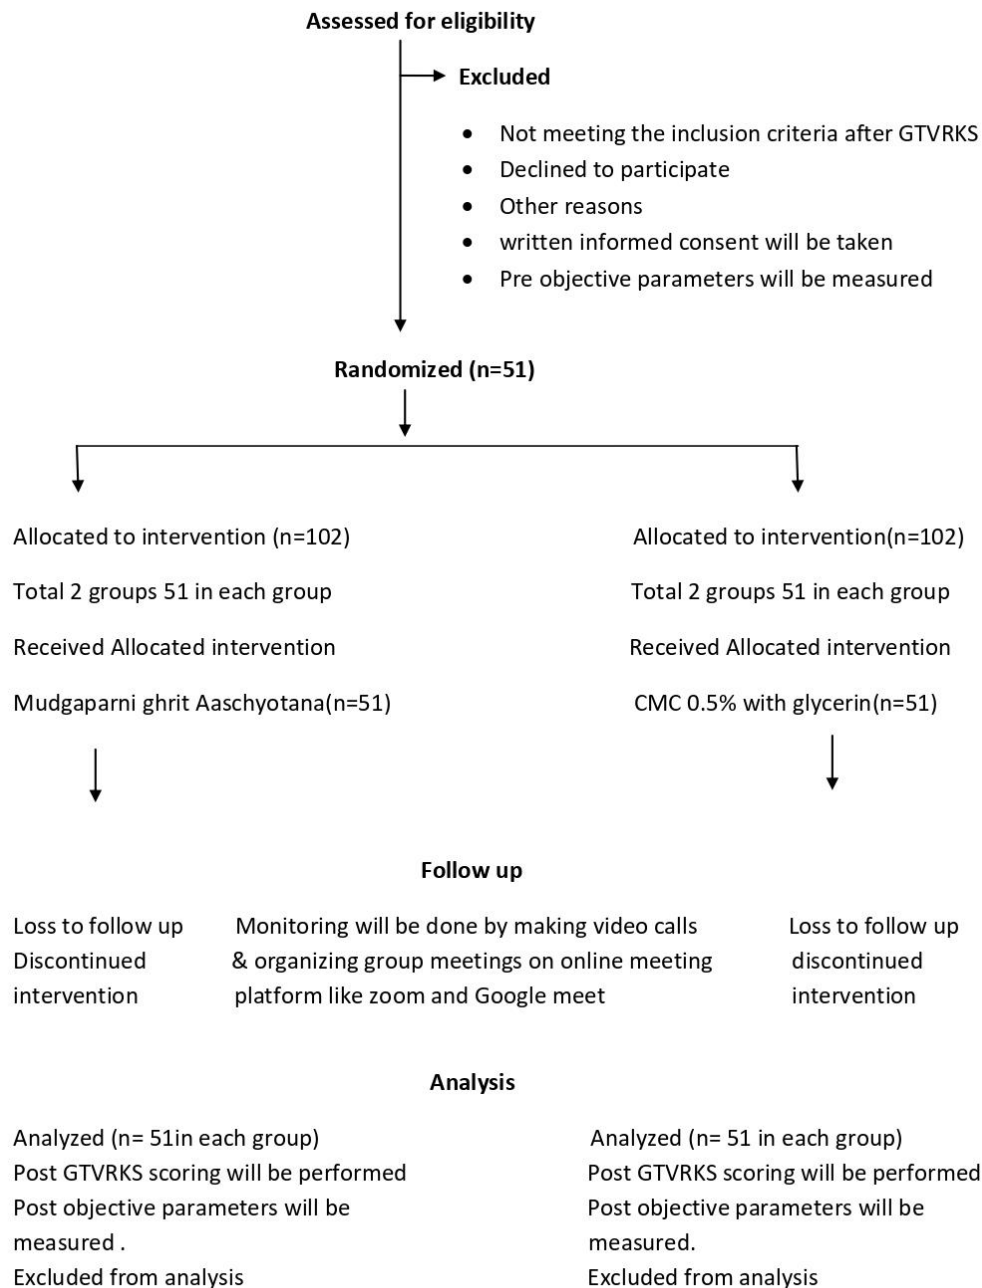 Assessed for eligibility
Excluded
• Not meeting the inclusion criteria after GTVRKS
• Declined to participate
• Other reasons
• written informed consent will be taken
• Pre objective parameters will be measured
Randomized (n=51)
Allocated to intervention (n=102)
Total 2 groups 51 in each group
Received Allocated intervention
Mudgaparni ghrit Aaschyotana(n=51)
Allocated to intervention(n=102)
Total 2 groups 51 in each group
Received Allocated intervention
CMC 0.5% with glycerin(n=51)
Follow up
Loss to follow up
Discontinued
intervention
Monitoring will be done by making video calls
& organizing group meetings on online meeting
platform like zoom and Google meet
Loss to follow up
discontinued
intervention
Analysis
Analyzed (n= 51in each group)
Post GTVRKS scoring will be performed
Post objective parameters will be
measured .
Excluded from analysis
Analyzed (n= 51 in each group)
Post GTVRKS scoring will be performed
Post objective parameters will be
measured.
Excluded from analysis